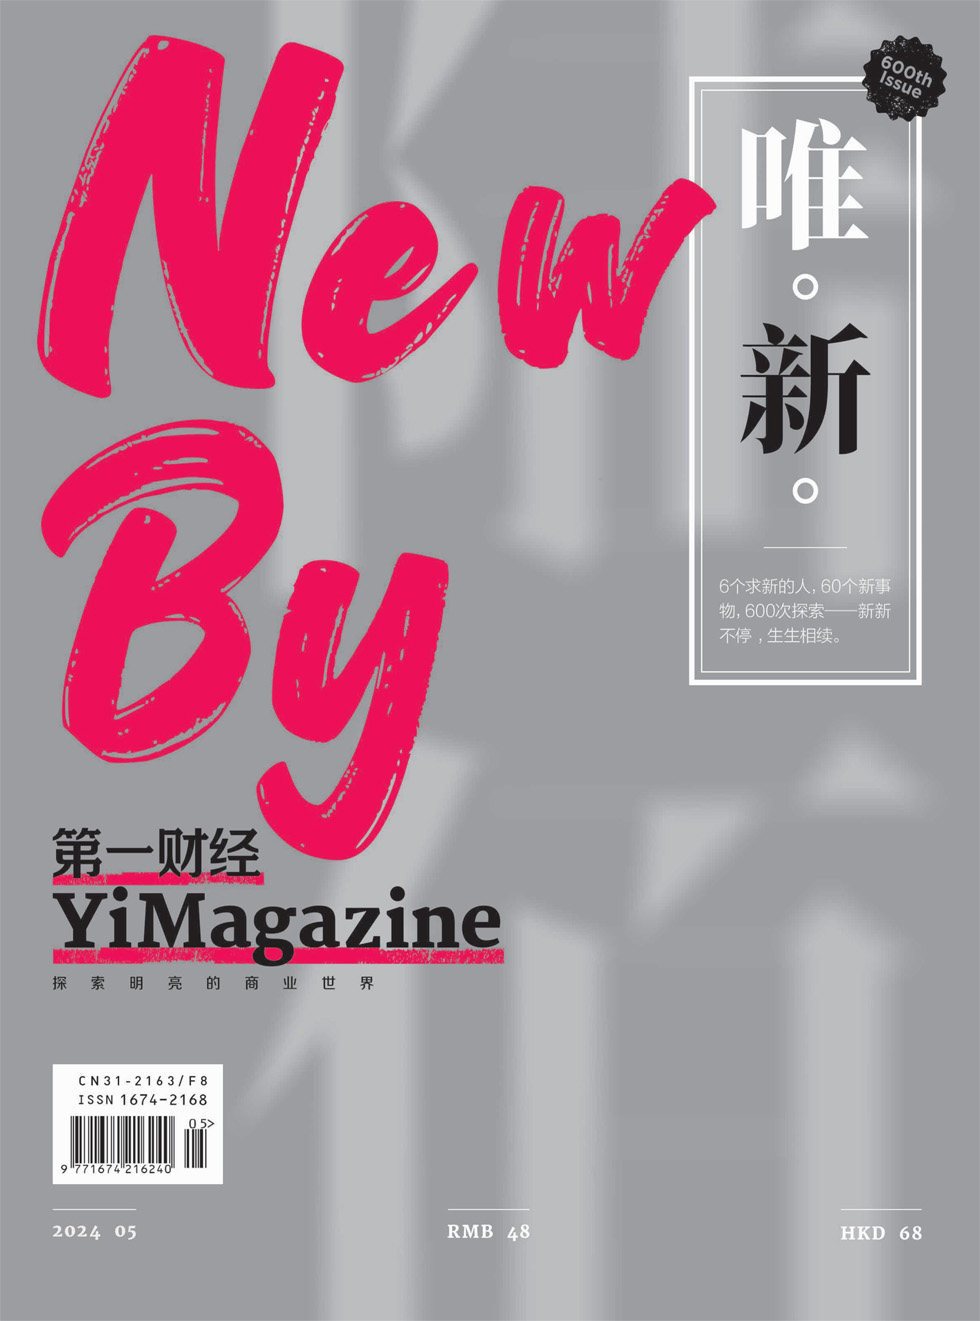 New
By
600th
Issue
唯
。
新
。
6个求新的人，60个新事
物，600次探索——新新
不停，生生相续。
第一财经
YiMagazine
探索明亮的商业世界
CN31-2163/F8
ISSN 1674-2168
05>
9 771674 216240
2024 05
RMB 48
HKD 68